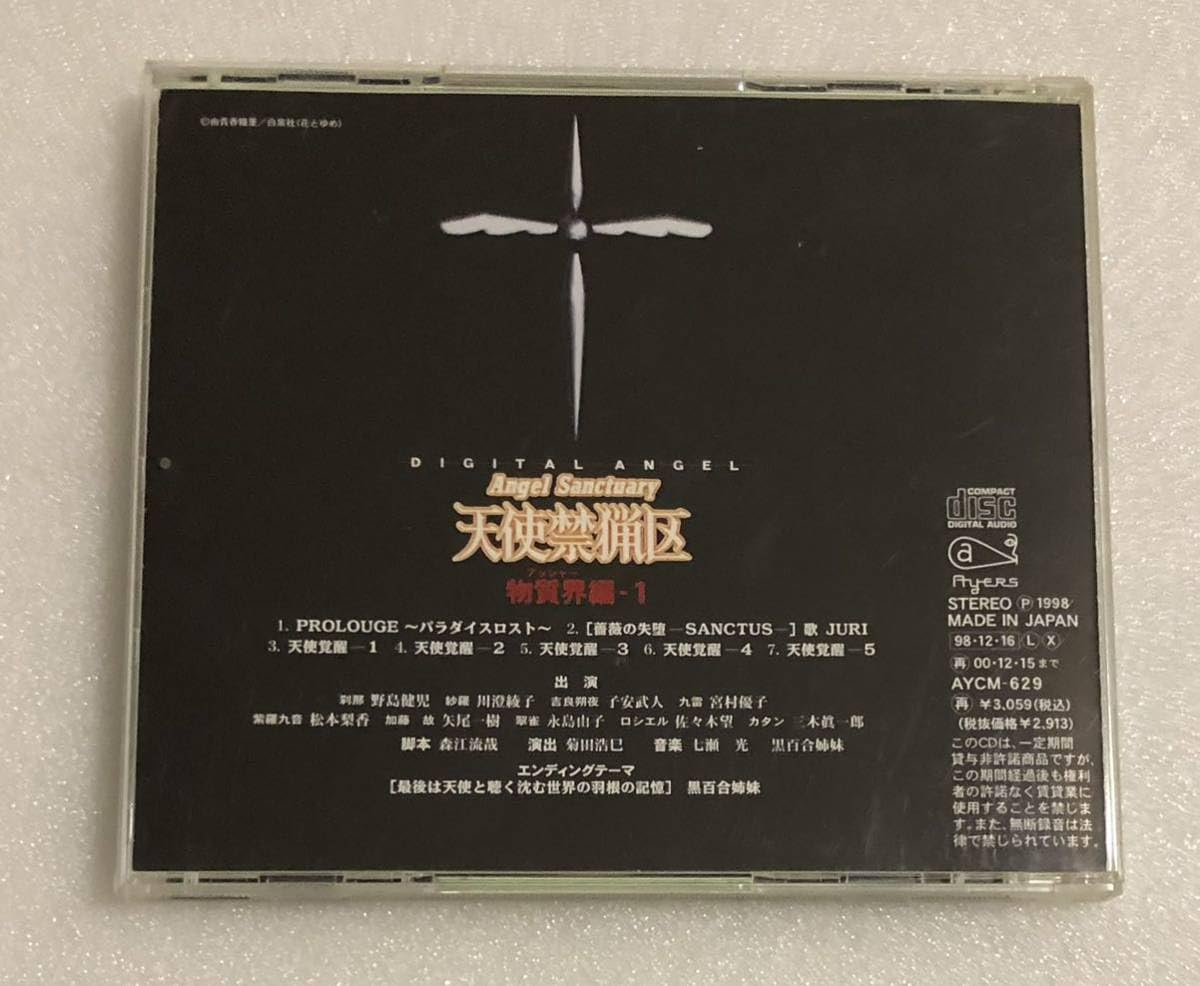 ©由貴香織里／白泉社(花とゆめ)
DIGITAL ANGEL
Angel Sanctuary
天使禁猟区
アッシャー
物質界編-1
1. PROLOUGE 〜パラダイスロスト〜 2.［薔薇の失堕—SANCTUS—］歌 JURI
3. 天使覚醒—1 4. 天使覚醒—2 5. 天使覚醒—3 6. 天使覚醒—4 7. 天使覚醒—5
出演
刹那 野島健児 紗羅 川澄綾子 吉良朔夜 子安武人 九雷 宮村優子
紫羅九音 松本梨香 加藤 故 矢尾一樹 翠雀 永島由子 ロシエル 佐々木望 カタン 三木眞一郎
脚本 森江流哉 演出 菊田浩巳 音楽 七瀬 光 黒百合姉妹
エンディングテーマ
［最後は天使と聴く沈む世界の羽根の記憶］ 黒百合姉妹
COMPACT
disc
DIGITAL AUDIO
a
Ayers
STEREO Ⓟ 1998
MADE IN JAPAN
98・12・16 Ⓛ Ⓧ
再 00・12・15 まで
AYCM-629
再 ¥3,059(税込)
(税抜価格¥2,913)
このCDは、一定期間
貸与非許諾商品ですが、
この期間経過後も権利
者の許諾なく賃貸業に
使用することを禁じま
す。また、無断録音は法
律で禁じられています。